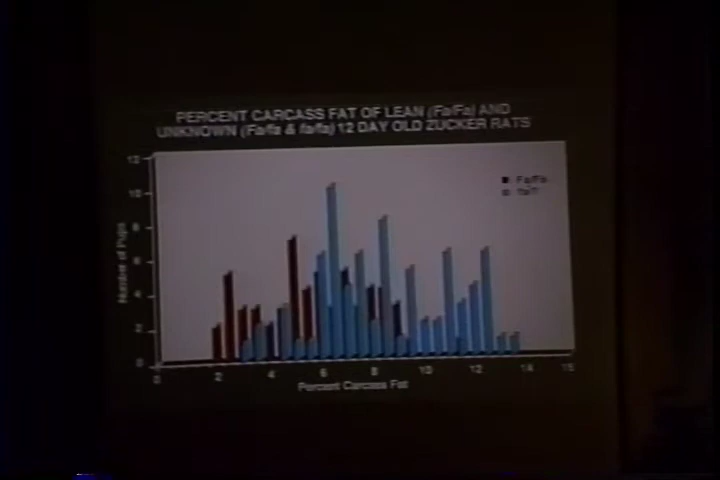 PERCENT CARCASS FAT OF LEAN (Fa/Fa) AND
UNKNOWN (Fa/fa & fa/fa) 12 DAY OLD ZUCKER RATS
12
10
8
6
4
2
0
Number of Pups
Fa/Fa
fa/?
0
2
4
6
8
10
12
14
15
Percent Carcass Fat